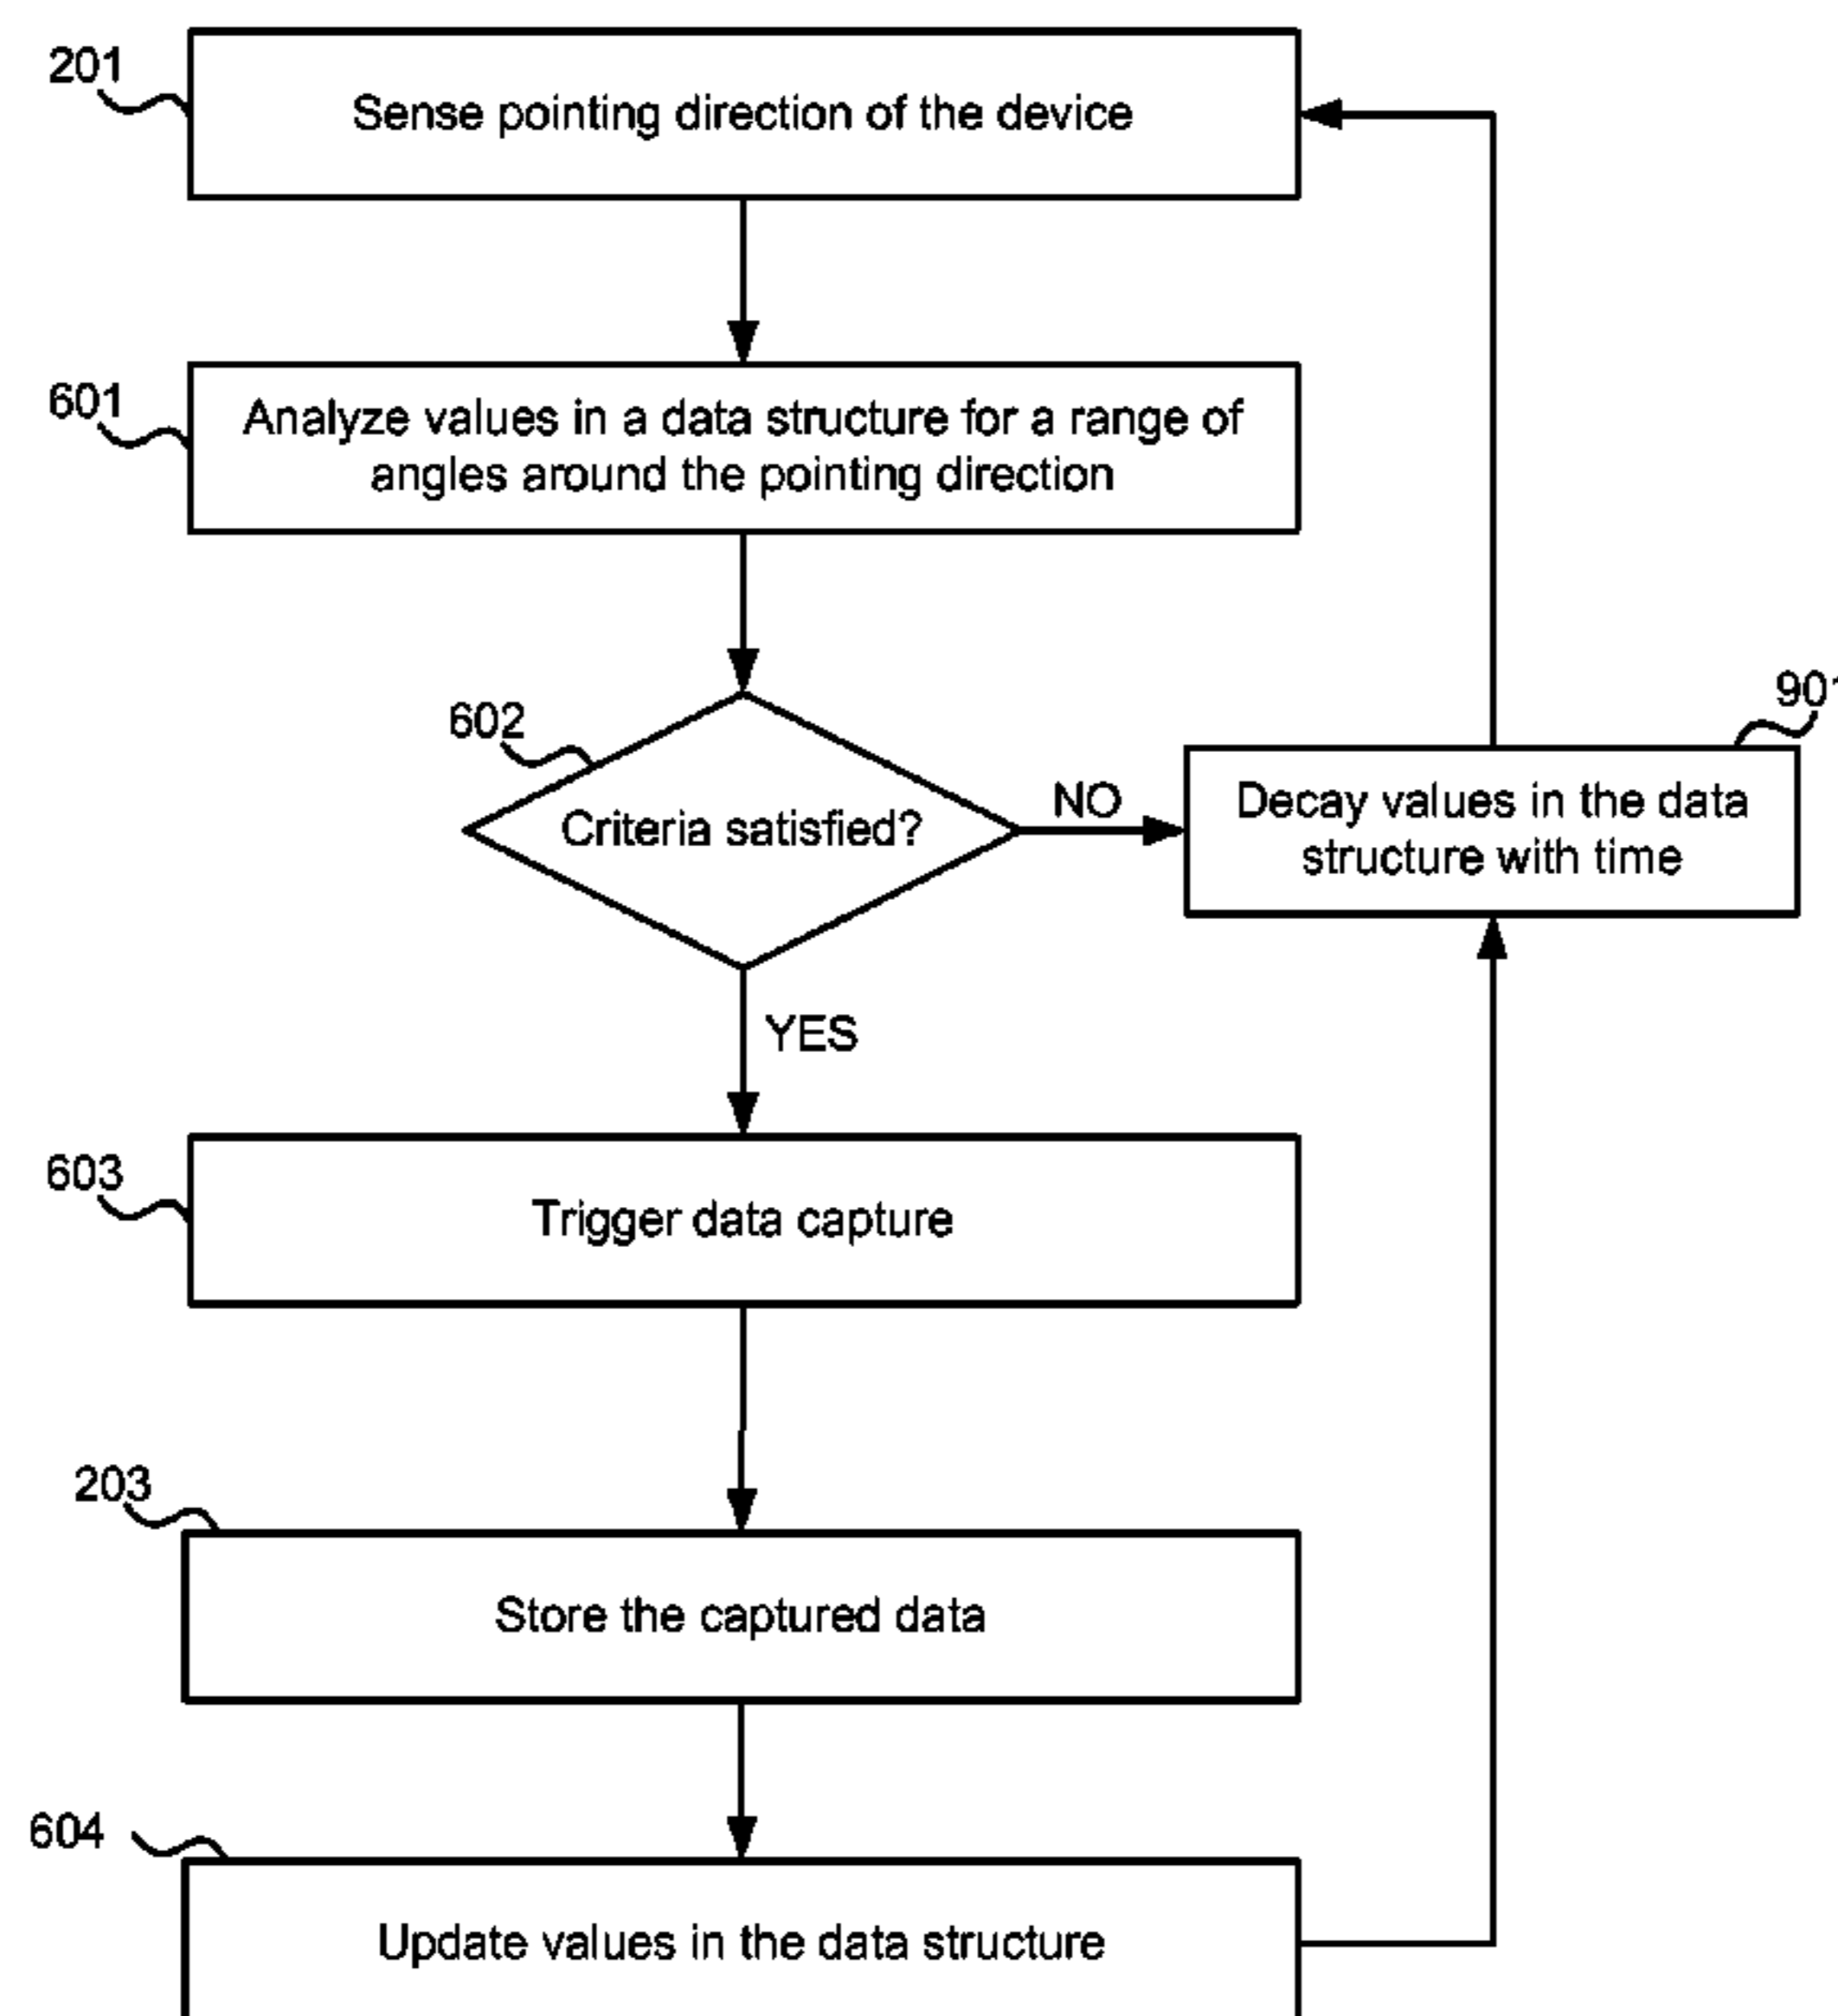 201
Sense pointing direction of the device
601
Analyze values in a data structure for a range of
angles around the pointing direction
602
Criteria satisfied?
NO
901
Decay values in the data
structure with time
YES
603
Trigger data capture
203
Store the captured data
604
Update values in the data structure